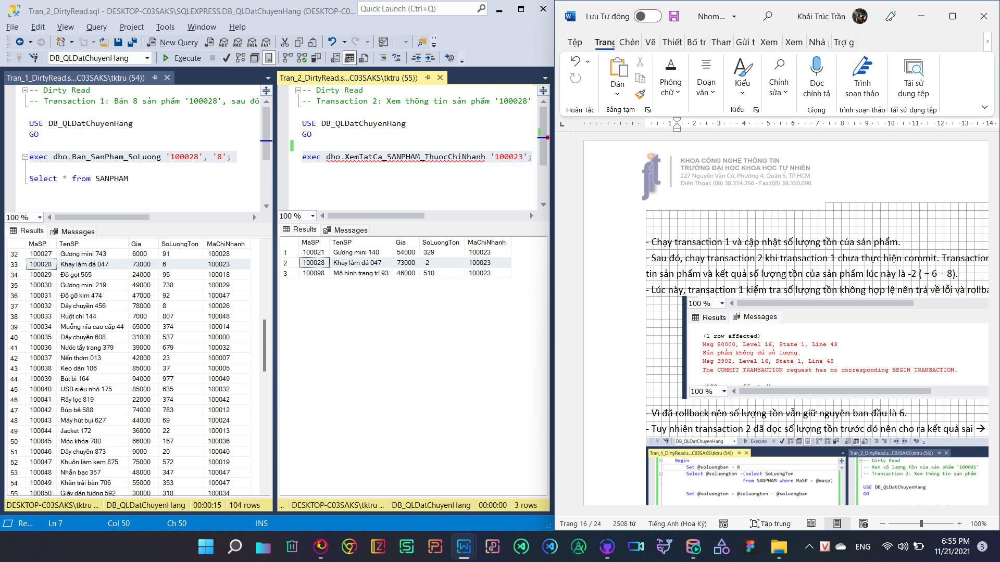 Tran_2_DirtyRead.sql - DESKTOP-C03SAKS\SQLEXPRESS.DB_QLDatChuyenHang (DESKTOP-C0...
Quick Launch (Ctrl+Q)
File Edit View Query Project Tools Window Help
New Query
DB_QLDatChuyenHang Execute
Tran_1_DirtyRead.s...C03SAKS\tktru (54))
-- Dirty Read
-- Transaction 1: Bán 8 sản phẩm '100028', sau đó
USE DB_QLDatChuyenHang
GO
exec dbo.Ban_SanPham_SoLuong '100028', '8';
Select * from SANPHAM
100 %
Results Messages
MaSP TenSP Gia SoLuongTon MaChiNhanh
32 100027 Gương mini 743 6000 91 100028
33 100028 Khay làm đá 047 73000 6 100023
34 100029 Đồ gọt 565 24000 95 100018
35 100030 Gương mini 219 49000 738 100029
36 100031 Đồ gỗ kim 474 47000 92 100047
37 100032 Dây chuyền 456 78000 8 100026
38 100033 Ruột chì 144 7000 807 100048
39 100034 Muỗng nĩa cao cấp 44 65000 374 100014
40 100035 Dây chuyền 608 31000 537 100000
41 100036 Nước tẩy trang 379 39000 679 100032
42 100037 Nến thơm 013 42000 23 100007
43 100038 Keo dán 106 85000 37 100005
44 100039 Bút bi 164 94000 977 100049
45 100040 USB siêu nhỏ 175 85000 635 100032
46 100041 Rây lọc 819 22000 374 100042
47 100042 Búp bê 588 74000 783 100012
48 100043 Máy hút bụi 627 44000 69 100024
49 100044 Jacket 172 36000 22 100013
50 100045 Móc khóa 780 66000 167 100036
51 100046 Dây chuyền 873 9000 20 100040
52 100047 Khuôn làm kem 875 75000 572 100019
53 100048 Nhẫn bạc 357 48000 347 100047
54 100049 Khăn trải bàn 706 55000 353 100047
55 100050 Giấy dán tường 592 30000 318 100034
DESKTOP-C03SAKS\tktru ... DB_QLDatChuyenHang 00:00:15 104 rows
Tran_2_DirtyRead.s...C03SAKS\tktru (55))
-- Dirty Read
-- Transaction 2: Xem thông tin sản phẩm '100028'
USE DB_QLDatChuyenHang
GO
exec dbo.XemTatCa_SANPHAM_ThuocChiNhanh '100023';
100 %
Results Messages
MaSP TenSP Gia SoLuongTon MaChiNhanh
1 100021 Gương mini 140 54000 329 100023
2 100028 Khay làm đá 047 73000 -2 100023
3 100098 Mô hình trang trí 93 46000 510 100023
... DESKTOP-C03SAKS\tktru ... DB_QLDatChuyenHang 00:00:00 3 rows
Re... Ln 7 Col 50 Ch 50 INS
Lưu Tự động Nhom... Khải Trúc Trần
Tệp Trang Chèn Vẽ Thiết Bố tr Tham Gửi t Xem Xem Nhà Trợ g
Dán Phông chữ Đoạn văn Kiểu Chỉnh sửa Đọc chính tả Trình soạn thảo Tái sử dụng tệp
Hoàn Tác Bảng tạm Kiểu Giọng Trình soạn thảo Tái sử dụng tệp
1 1 2 3 4 5 6 7 8 9 10 11 12 13 14
fit
KHOA CÔNG NGHỆ THÔNG TIN
TRƯỜNG ĐẠI HỌC KHOA HỌC TỰ NHIÊN
227 Nguyễn Văn Cừ, Phường 4, Quận 5, TP.HCM
Điện Thoại: (08) 38.354.266 - Fax:(08) 38.350.096
- Chạy transaction 1 và cập nhật số lượng tồn của sản phẩm.
- Sau đó, chạy transaction 2 khi transaction 1 chưa thực hiện commit. Transaction
tin sản phẩm và kết quả số lượng tồn của sản phẩm lúc này là -2 ( = 6 – 8).
- Lúc này, transaction 1 kiểm tra số lượng tồn không hợp lệ nên trả về lỗi và rollba
100 %
Results Messages
(1 row affected)
Msg 50000, Level 16, State 1, Line 43
Sản phẩm không đủ số lượng.
Msg 3902, Level 16, State 1, Line 48
The COMMIT TRANSACTION request has no corresponding BEGIN TRANSACTION.
100 %
- Vì đã rollback nên số lượng tồn vẫn giữ nguyên ban đầu là 6.
- Tuy nhiên transaction 2 đã đọc số lượng tồn trước đó nên cho ra kết quả sai →
DB_QLDatChuyenHang Execute
Tran_1_DirtyRead.s...C03SAKS\tktru (54))
Begin
Set @soluongban = 8
Select @soluongton =(select SoLuongTon
from SANPHAM where MaSP = @masp)
Set @soluongton = @soluongton - @soluongban
Tran_2_DirtyRead.s...C03SAKS\tktru (56))
-- Dirty Read
-- Xem số lượng tồn của sản phẩm '100001'
-- Transaction 2: Xem thông tin sản phẩm
USE DB_QLDatChuyenHang
GO
Trang 16 / 24 2508 từ Tiếng Anh (Hoa Kỳ) Tập trung 100%
ENG 6:55 PM
11/21/2021 3